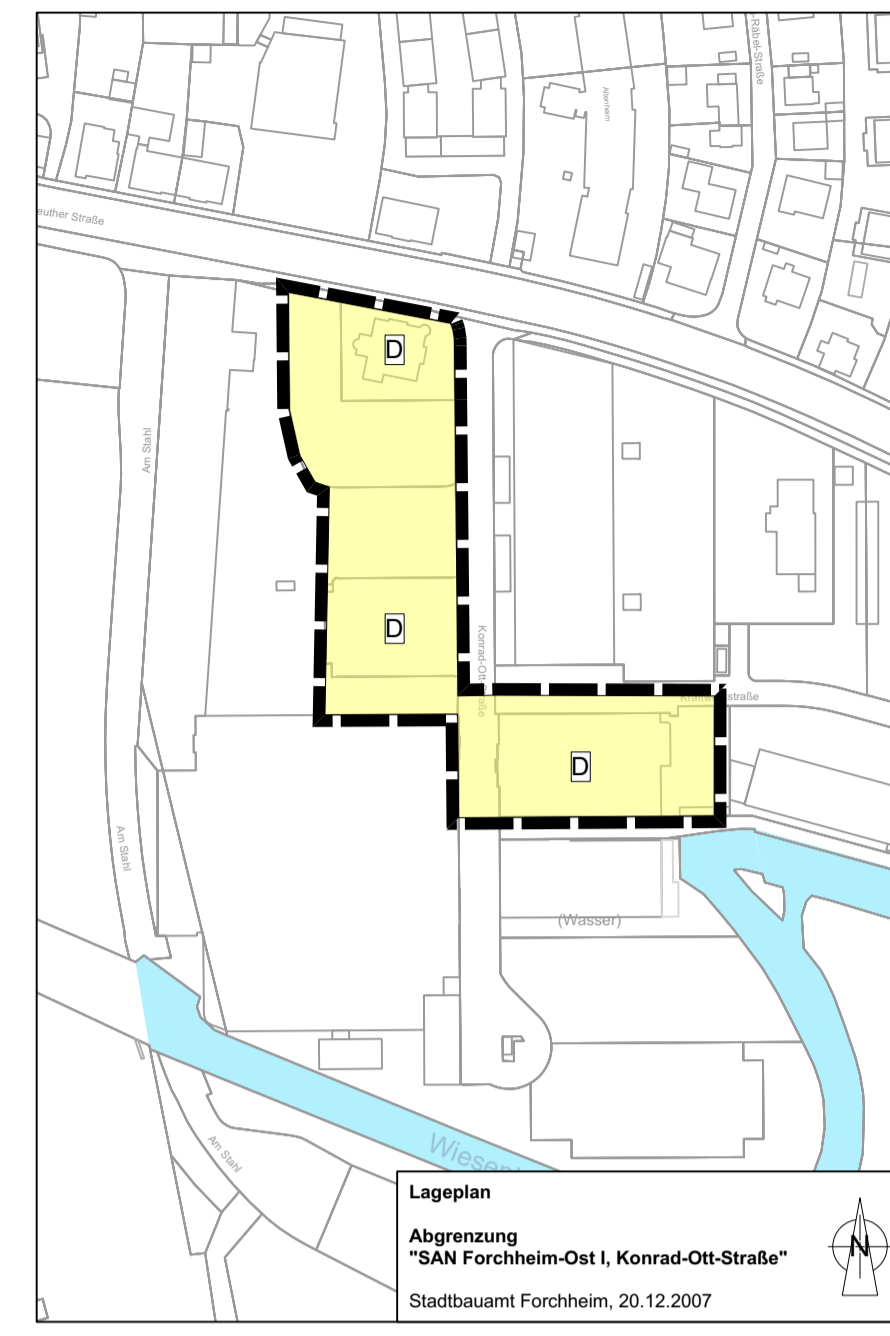 -Räbel-Straße
Altenheim
euther Straße
D
Am Stahl
D
Konrad-Ott-Straße
straße
D
Am Stahl
(Wasser)
Am Stahl
Lageplan
Abgrenzung
"SAN Forchheim-Ost I, Konrad-Ott-Straße"
Stadtbauamt Forchheim, 20.12.2007
N